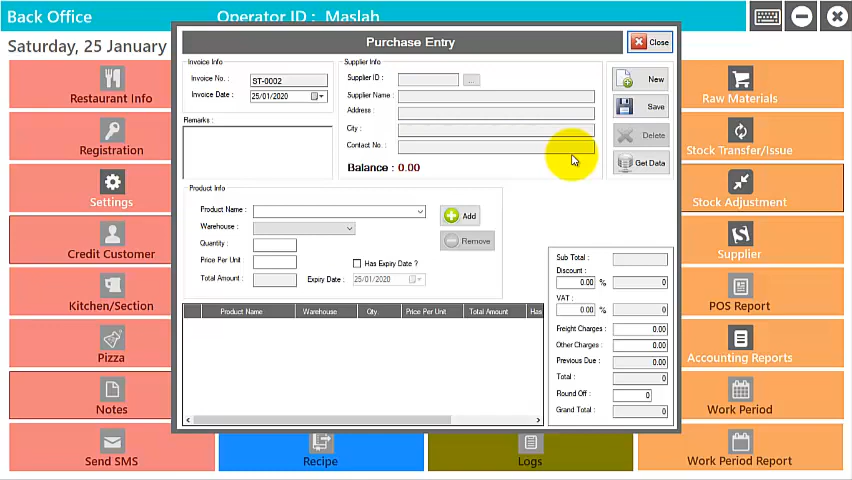 Back Office
Operator ID : Maslah
Saturday, 25 January
Restaurant Info
Registration
Settings
Credit Customer
Kitchen/Section
Pizza
Notes
Send SMS
Recipe
Logs
Purchase Entry
Close
Invoice Info
Invoice No. :
ST-0002
Invoice Date :
25/01/2020
Remarks :
Supplier Info
Supplier ID :
...
Supplier Name :
Address :
City :
Contact No. :
Balance : 0.00
New
Save
Delete
Get Data
Product Info
Product Name :
Warehouse :
Quantity :
Price Per Unit :
Total Amount :
Has Expiry Date ?
Expiry Date :
25/01/2020
Add
Remove
Product Name Warehouse Qty. Price Per Unit Total Amount Has
Sub Total :
Discount :
0.00 % 0
VAT :
0.00 % 0
Freight Charges : 0.00
Other Charges : 0.00
Previous Due : 0.00
Total : 0
Round Off : 0
Grand Total : 0
Raw Materials
Stock Transfer/Issue
Stock Adjustment
Supplier
POS Report
Accounting Reports
Work Period
Work Period Report